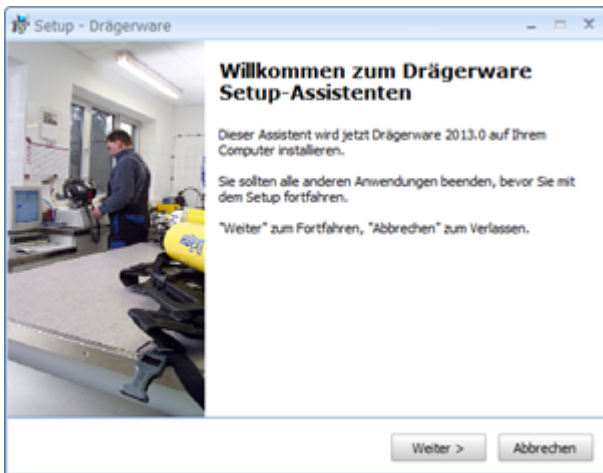 Setup - Drägerware
Willkommen zum Drägerware
Setup-Assistenten
Dieser Assistent wird jetzt Drägerware 2013.0 auf Ihrem
Computer installieren.
Sie sollten alle anderen Anwendungen beenden, bevor Sie mit
dem Setup fortfahren.
"Weiter" zum Fortfahren, "Abbrechen" zum Verlassen.
Weiter >
Abbrechen